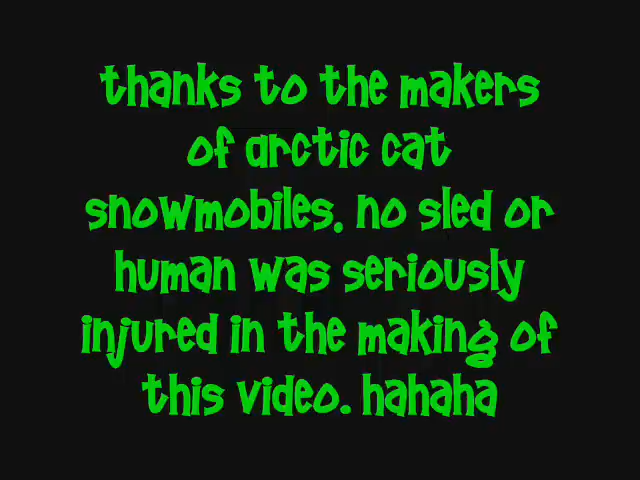 thanks to the makers
of arctic cat
snowmobiles. no sled or
human was seriously
injured in the making of
this video. hahaha